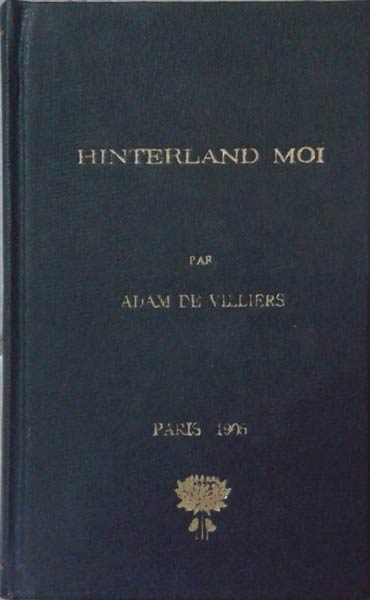 HINTERLAND MOI
PAR
ADAM DE VILLIERS
PARIS 1906